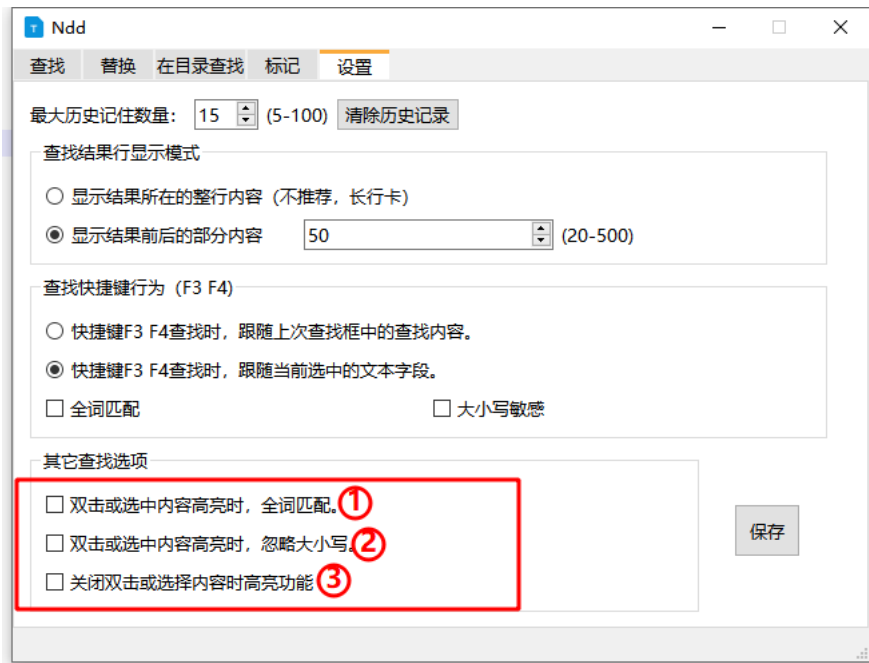 Ndd
查找 替换 在目录查找 标记 设置
最大历史记住数量： 15 (5-100) 清除历史记录
查找结果行显示模式
显示结果所在的整行内容（不推荐，长行卡）
显示结果前后的部分内容 50 (20-500)
查找快捷键行为（F3 F4)
快捷键F3 F4查找时，跟随上次查找框中的查找内容。
快捷键F3 F4查找时，跟随当前选中的文本字段。
全词匹配 大小写敏感
其它查找选项
双击或选中内容高亮时，全词匹配。①
双击或选中内容高亮时，忽略大小写。②
保存
关闭双击或选择内容时高亮功能 ③